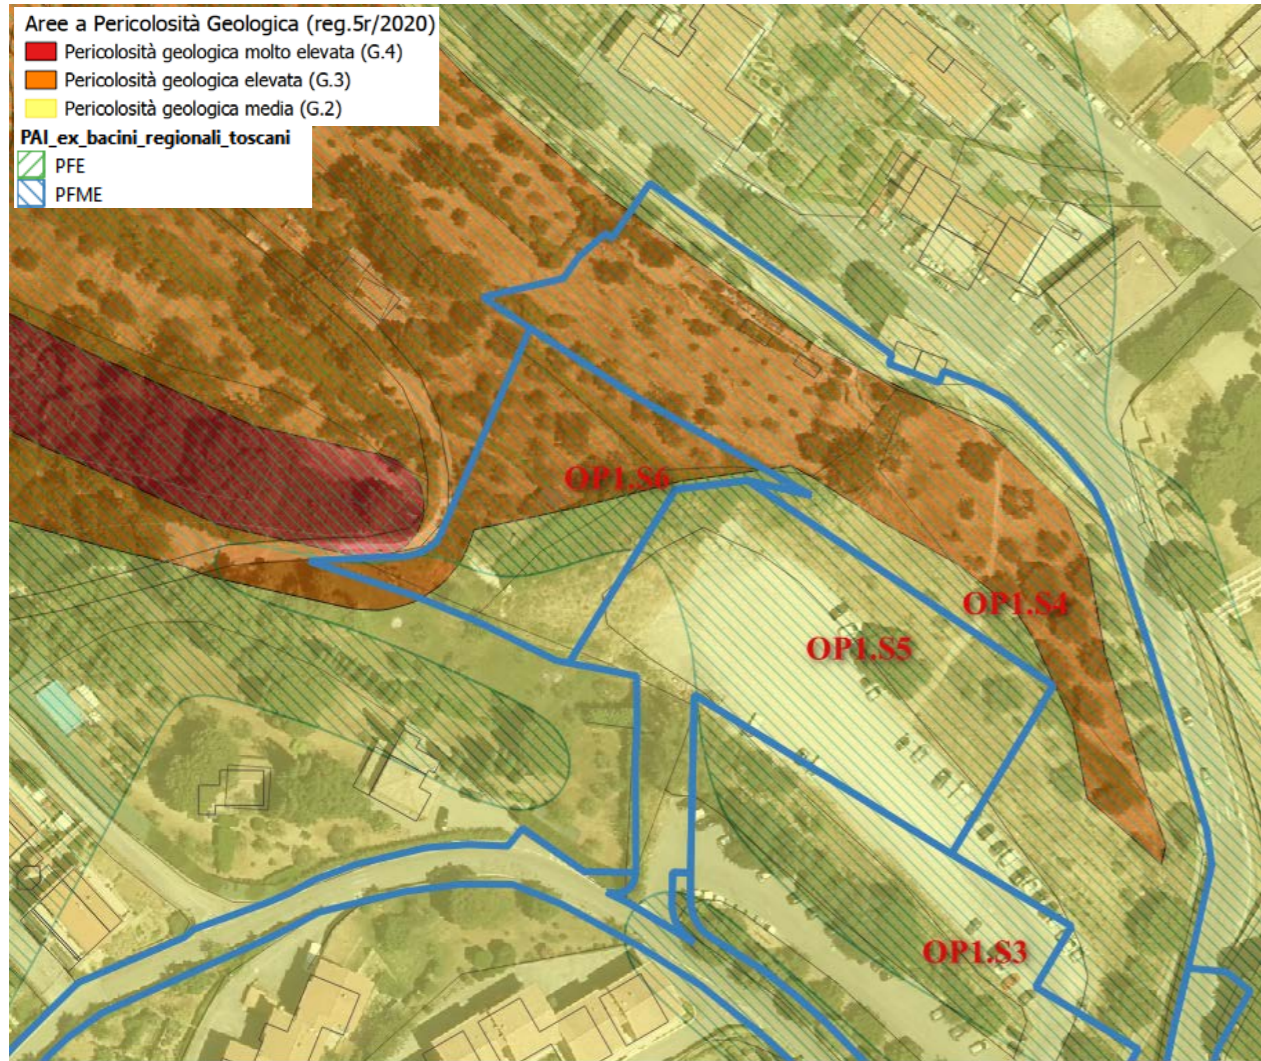 Aree a Pericolosità Geologica (reg.5r/2020)
Pericolosità geologica molto elevata (G.4)
Pericolosità geologica elevata (G.3)
Pericolosità geologica media (G.2)
PAI_ex_bacini_regionali_toscani
PFE
PFME
OP1.S6
OP1.S4
OP1.S5
OP1.S3